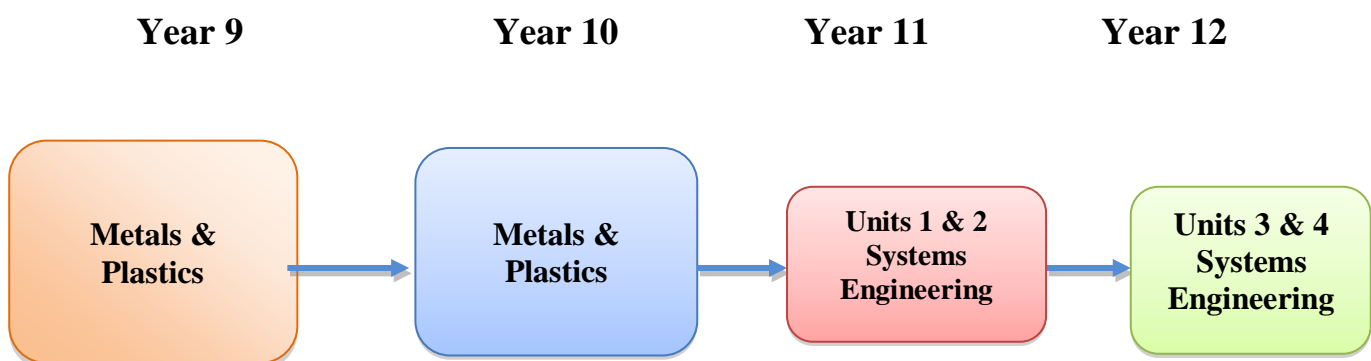 Year 9
Year 10
Year 11
Year 12
Metals &
Plastics
Metals &
Plastics
Units 1 & 2
Systems
Engineering
Units 3 & 4
Systems
Engineering